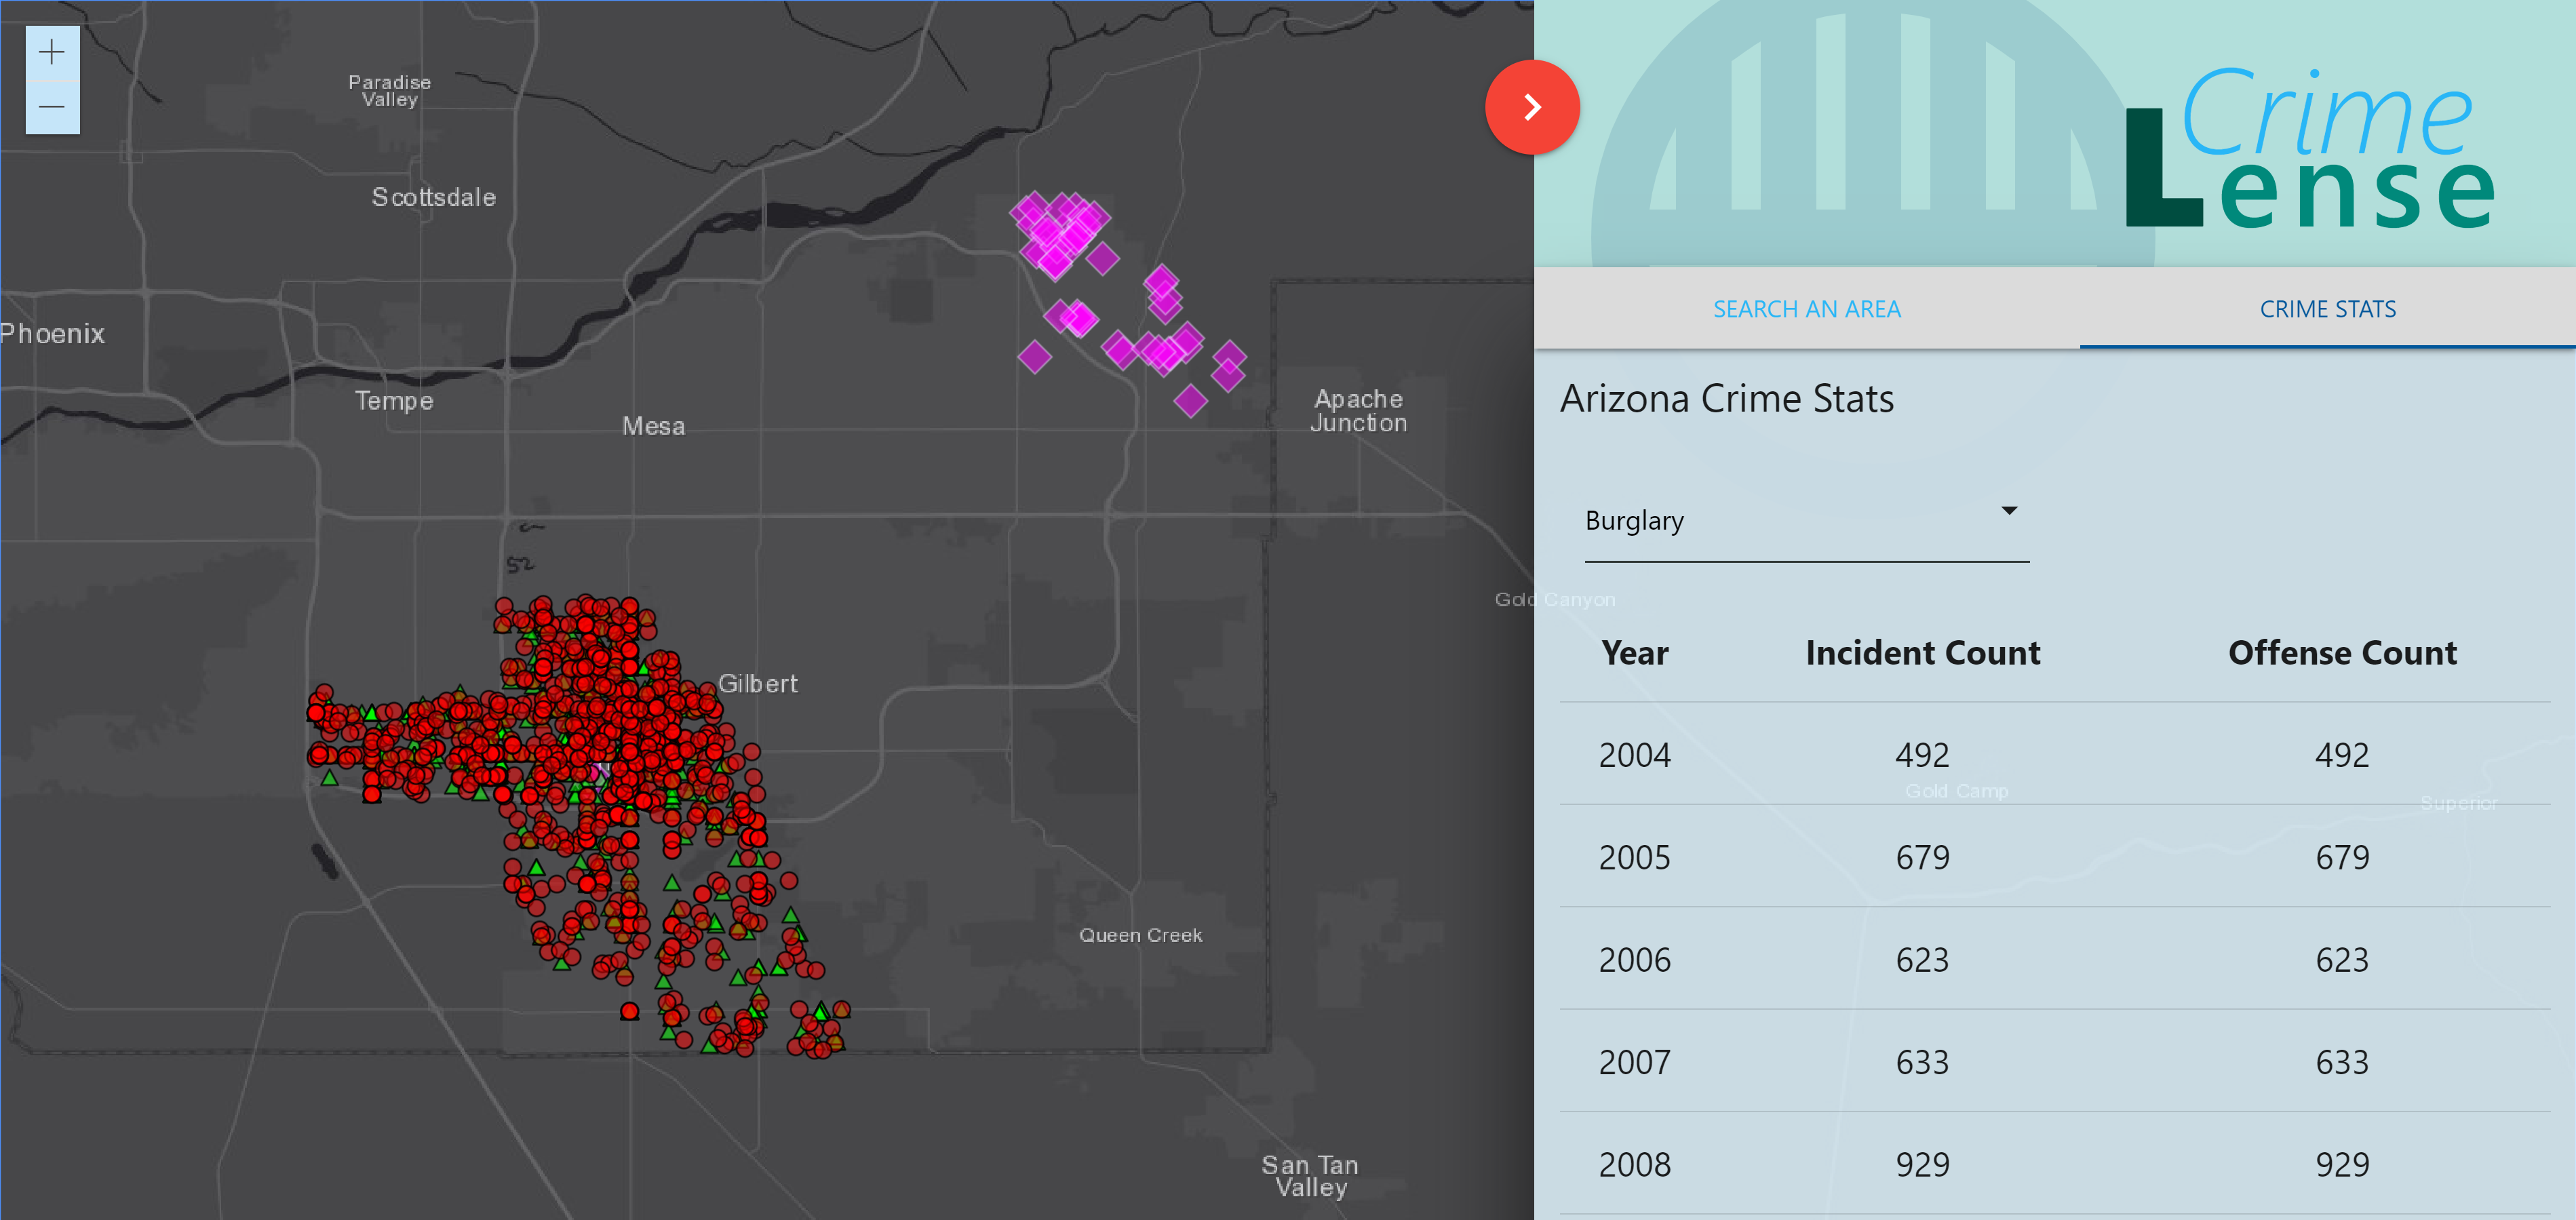 Paradise
Valley
Scottsdale
Phoenix
Tempe
Mesa
Apache
Junction
Gilbert
Gold Canyon
Queen Creek
San Tan
Valley
Crime
Lense
SEARCH AN AREA
CRIME STATS
Arizona Crime Stats
Burglary
Year Incident Count Offense Count
2004 492 492
Gold Camp
Superior
2005 679 679
2006 623 623
2007 633 633
2008 929 929